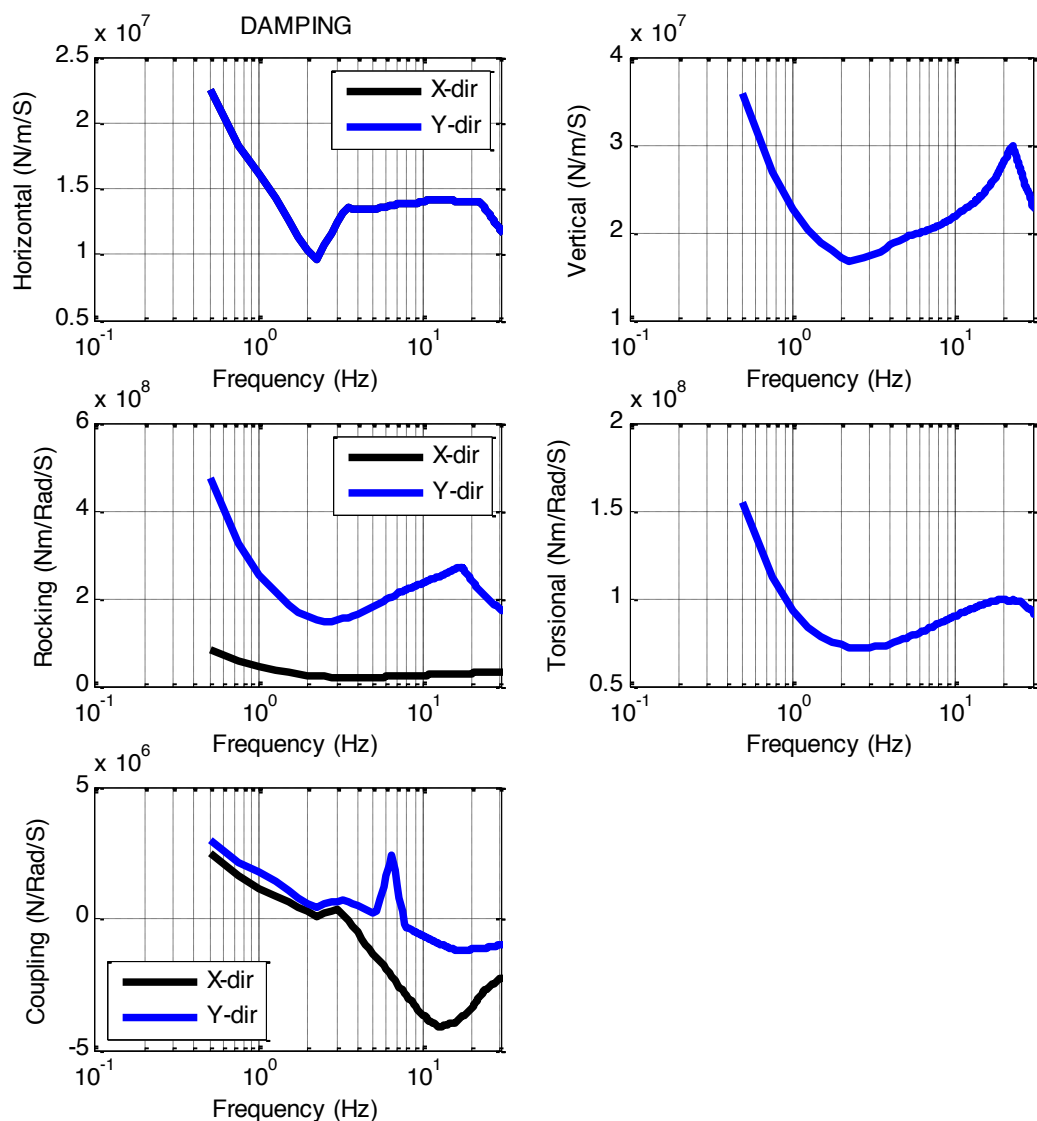 DAMPING
x 10^7
2.5
2
1.5
1
0.5
Horizontal (N/m/S)
X-dir
Y-dir
10^-1
10^0
10^1
Frequency (Hz)
x 10^7
4
3
2
1
Vertical (N/m/S)
10^-1
10^0
10^1
Frequency (Hz)
x 10^8
6
4
2
0
Rocking (Nm/Rad/S)
X-dir
Y-dir
10^-1
10^0
10^1
Frequency (Hz)
x 10^8
2
1.5
1
0.5
Torsional (Nm/Rad/S)
10^-1
10^0
10^1
Frequency (Hz)
x 10^6
5
0
-5
Coupling (N/Rad/S)
X-dir
Y-dir
10^-1
10^0
10^1
Frequency (Hz)